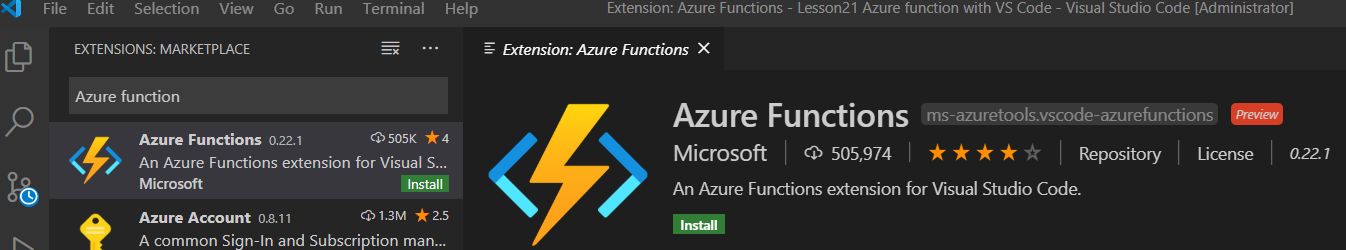 File Edit Selection View Go Run Terminal Help Extension: Azure Functions - Lesson21 Azure function with VS Code - Visual Studio Code [Administrator]
EXTENSIONS: MARKETPLACE
Azure function
Azure Functions 0.22.1 505K 4
An Azure Functions extension for Visual S...
Microsoft Install
Azure Account 0.8.11 1.3M 2.5
A common Sign-In and Subscription man...
Extension: Azure Functions
Azure Functions ms-azuretools.vscode-azurefunctions Preview
Microsoft 505,974 Repository License 0.22.1
An Azure Functions extension for Visual Studio Code.
Install